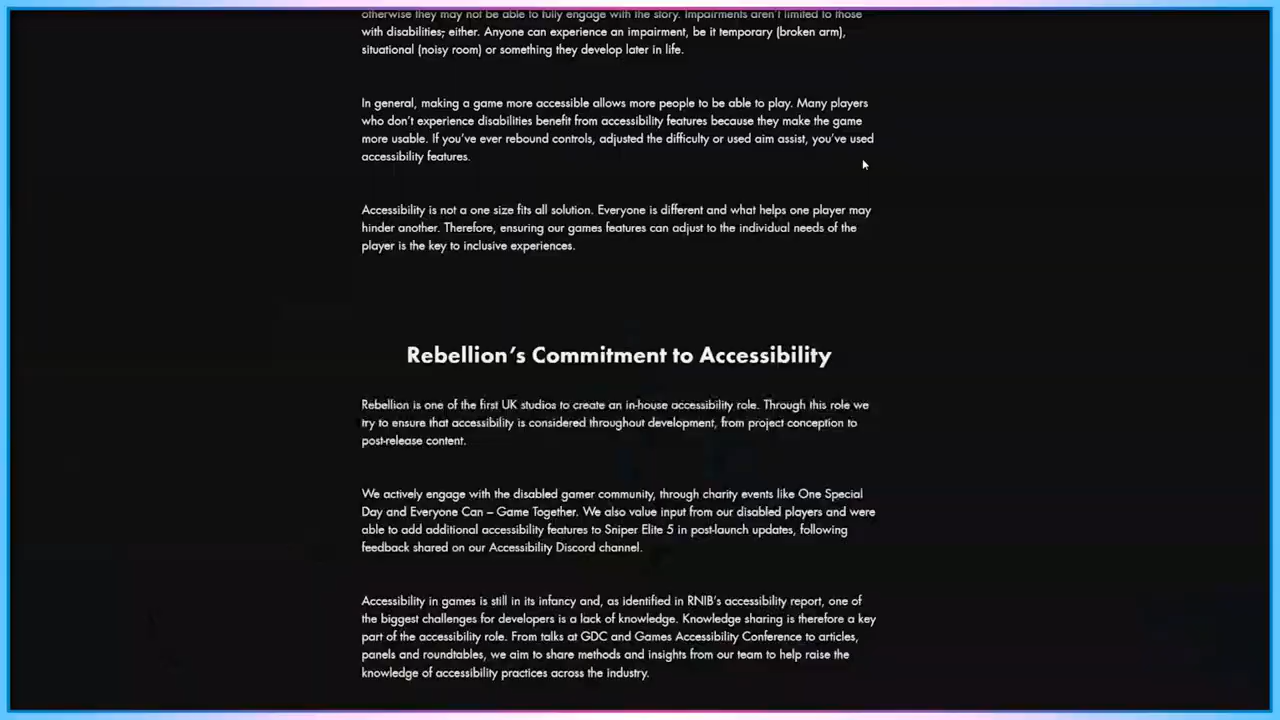 otherwise they may not be able to fully engage with the story. Impairments aren't limited to those
with disabilities, either. Anyone can experience an impairment, be it temporary (broken arm),
situational (noisy room) or something they develop later in life.
In general, making a game more accessible allows more people to be able to play. Many players
who don't experience disabilities benefit from accessibility features because they make the game
more usable. If you've ever rebound controls, adjusted the difficulty or used aim assist, you've used
accessibility features.
Accessibility is not a one size fits all solution. Everyone is different and what helps one player may
hinder another. Therefore, ensuring our games features can adjust to the individual needs of the
player is the key to inclusive experiences.
Rebellion's Commitment to Accessibility
Rebellion is one of the first UK studios to create an in-house accessibility role. Through this role we
try to ensure that accessibility is considered throughout development, from project conception to
post-release content.
We actively engage with the disabled gamer community, through charity events like One Special
Day and Everyone Can – Game Together. We also value input from our disabled players and were
able to add additional accessibility features to Sniper Elite 5 in post-launch updates, following
feedback shared on our Accessibility Discord channel.
Accessibility in games is still in its infancy and, as identified in RNIB's accessibility report, one of
the biggest challenges for developers is a lack of knowledge. Knowledge sharing is therefore a key
part of the accessibility role. From talks at GDC and Games Accessibility Conference to articles,
panels and roundtables, we aim to share methods and insights from our team to help raise the
knowledge of accessibility practices across the industry.